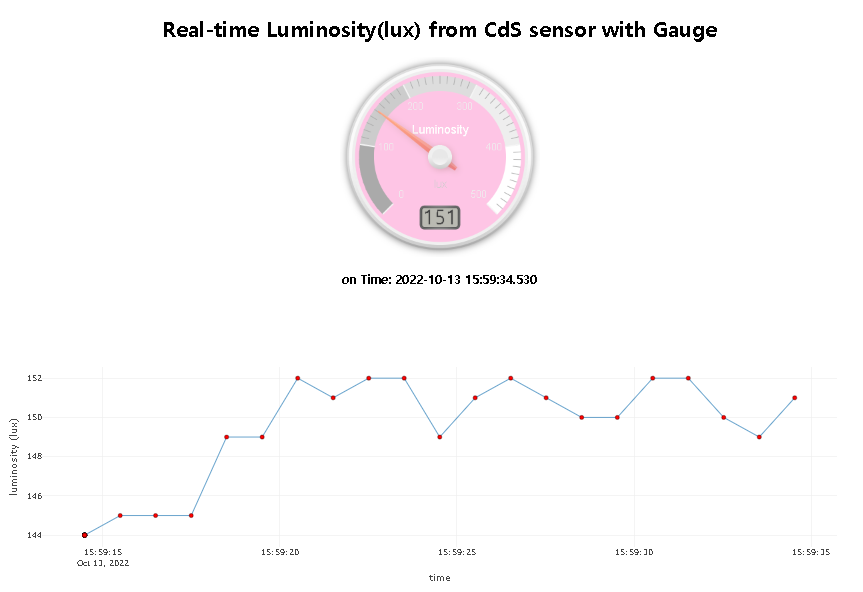 Real-time Luminosity(lux) from CdS sensor with Gauge
200 300
Luminosity
100 400
lux
0 500
151
on Time: 2022-10-13 15:59:34.530
luminosity (lux)
152
150
148
146
144
15:59:15 15:59:20 15:59:25 15:59:30 15:59:35
Oct 13, 2022
time